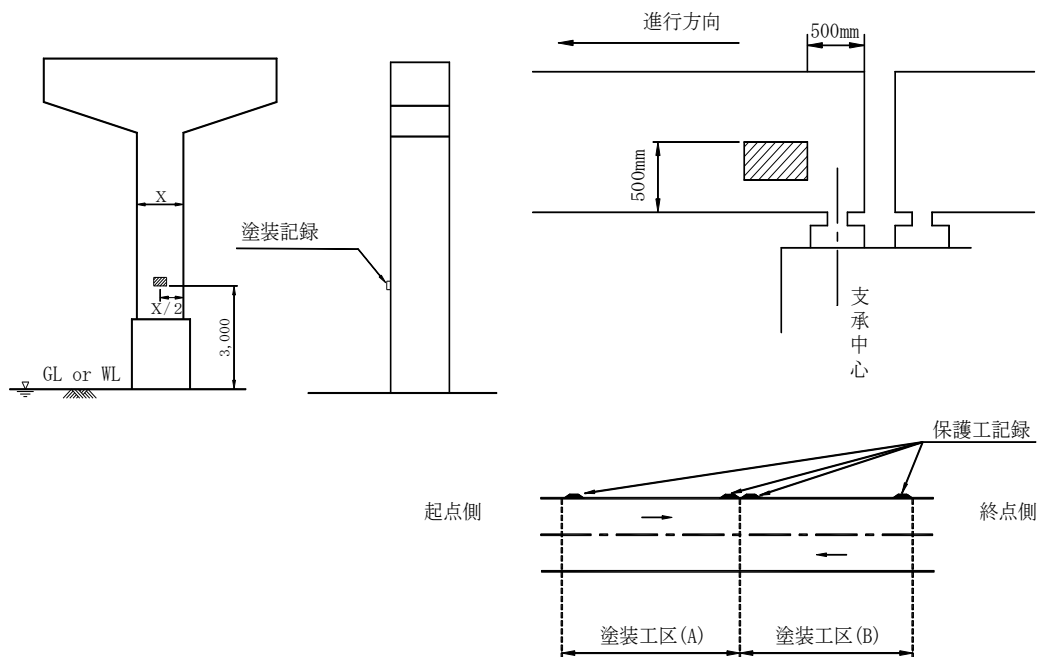 進行方向
500mm
500mm
支承中心
X
X/2
3,000
GL or WL
塗装記録
保護工記録
起点側
終点側
塗装工区(A)
塗装工区(B)